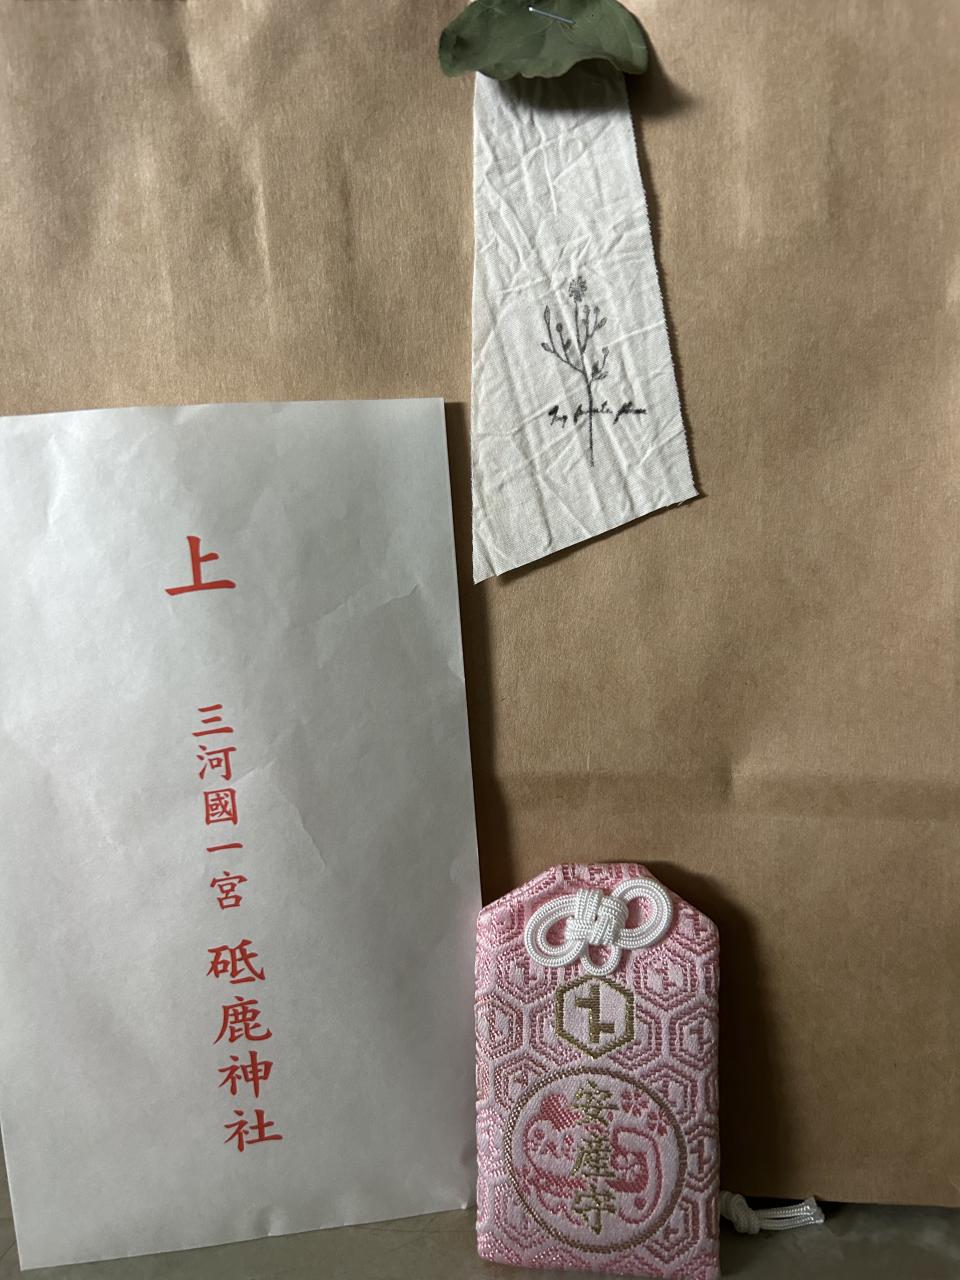 上
三河國一宮 砥鹿神社
安産守